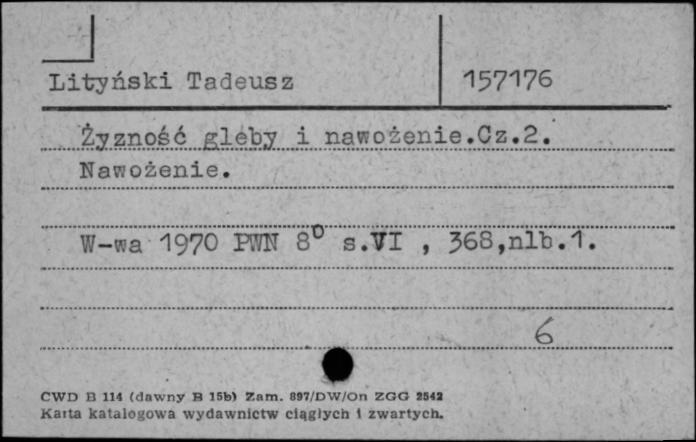 Lityński Tadeusz 157176
Żyzność gleby i nawożenie.Cz.2.
Nawożenie.
W-wa 1970 PWN 8⁰ s.VI , 368,nlb.1.
6
CWD B 114 (dawny B 15b) Zam. 897/DW/On ZGG 2542
Karta katalogowa wydawnictw ciągłych i zwartych.